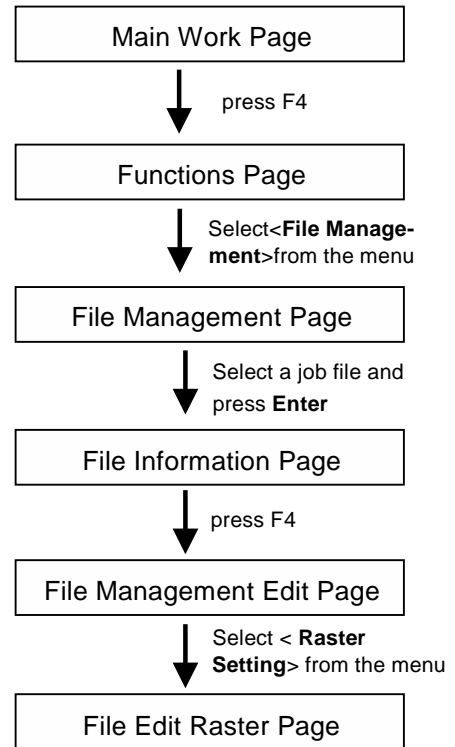 Main Work Page
press F4
Functions Page
Select<File Manage-
ment>from the menu
File Management Page
Select a job file and
press Enter
File Information Page
press F4
File Management Edit Page
Select < Raster
Setting> from the menu
File Edit Raster Page